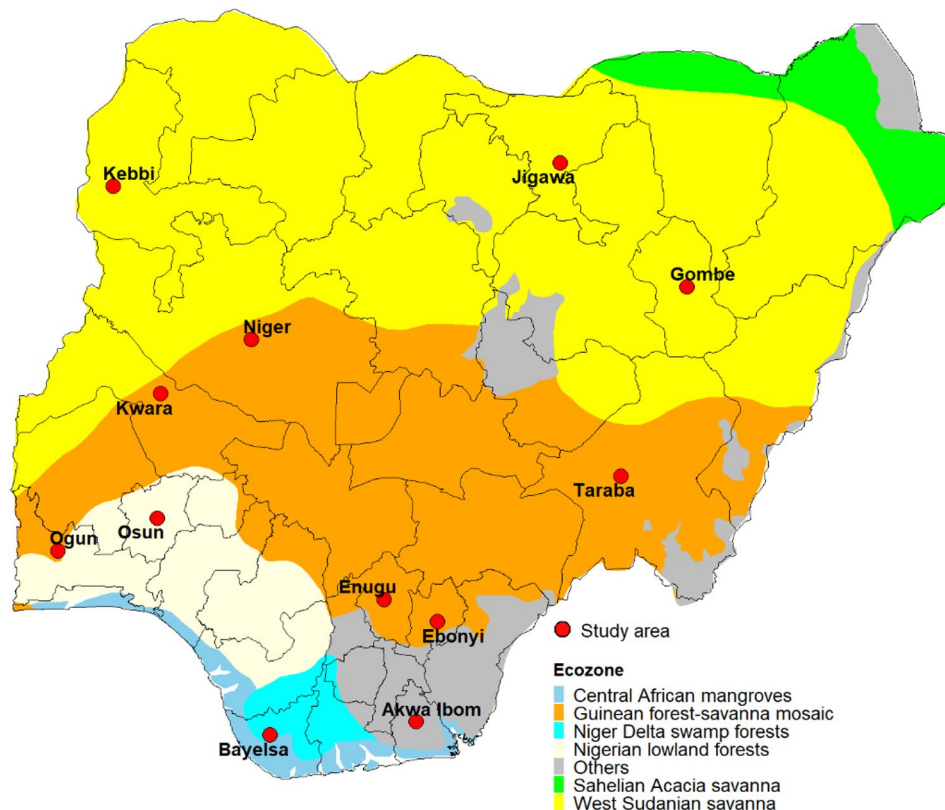 Kebbi
Jigawa
Gombe
Niger
Kwara
Taraba
Osun
Ogun
Enugu
Ebonyi
Akwa Ibom
Bayelsa
Study area
Ecozone
Central African mangroves
Guinean forest-savanna mosaic
Niger Delta swamp forests
Nigerian lowland forests
Others
Sahelian Acacia savanna
West Sudanian savanna